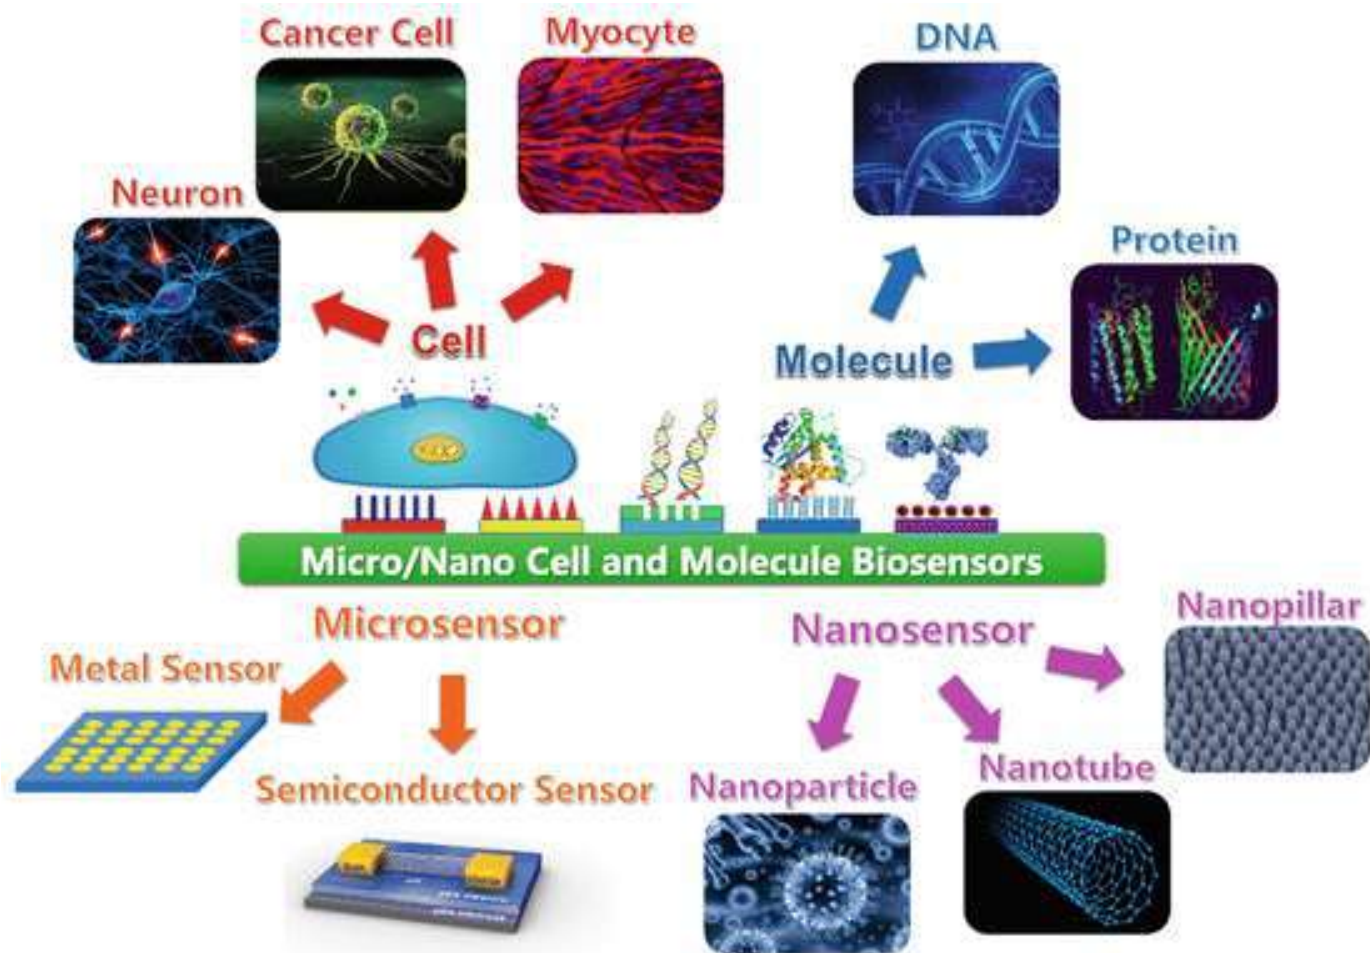 Cancer Cell
Myocyte
DNA
Neuron
Protein
Cell
Molecule
Micro/Nano Cell and Molecule Biosensors
Microsensor
Nanosensor
Nanopillar
Metal Sensor
Semiconductor Sensor
Nanoparticle
Nanotube